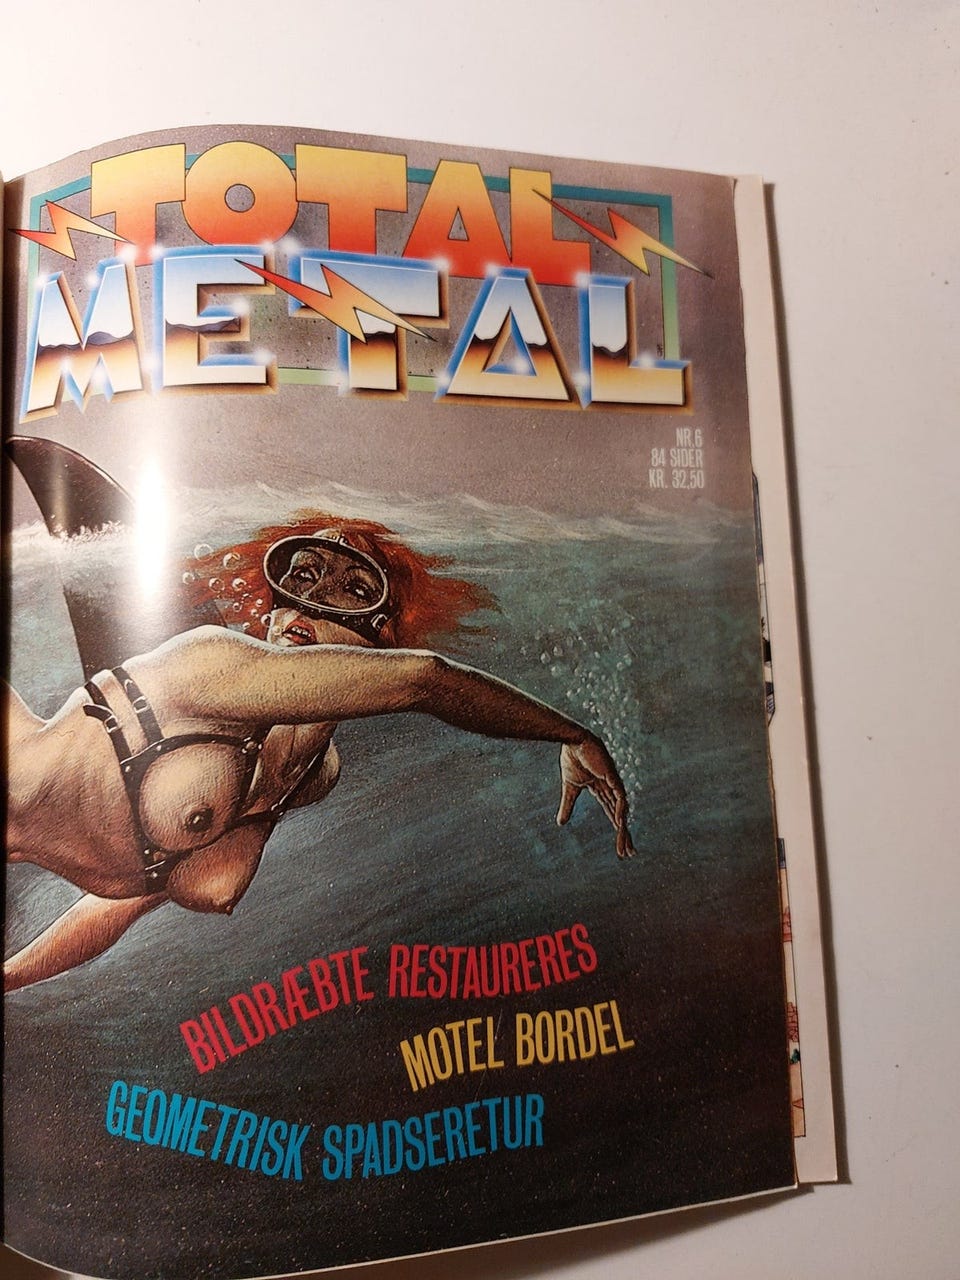 TOTAL
METAL
NR.6
84 SIDER
KR. 32,50
BILDRÆBTE RESTAURERES
MOTEL BORDEL
GEOMETRISK SPADSERETUR